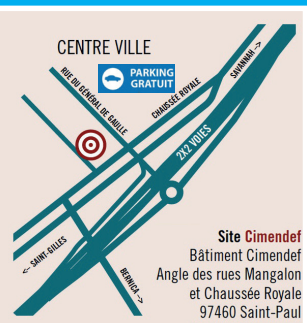 CENTRE VILLE
PARKING
GRATUIT
RUE DU GÉNÉRAL DE GAULLE
CHAUSSÉE ROYALE
SAVANNAH ->
2X2 VOIES
<- SAINT-GILLES
BERNICA ->
Site Cimendef
Bâtiment Cimendef
Angle des rues Mangalon
et Chaussée Royale
97460 Saint-Paul